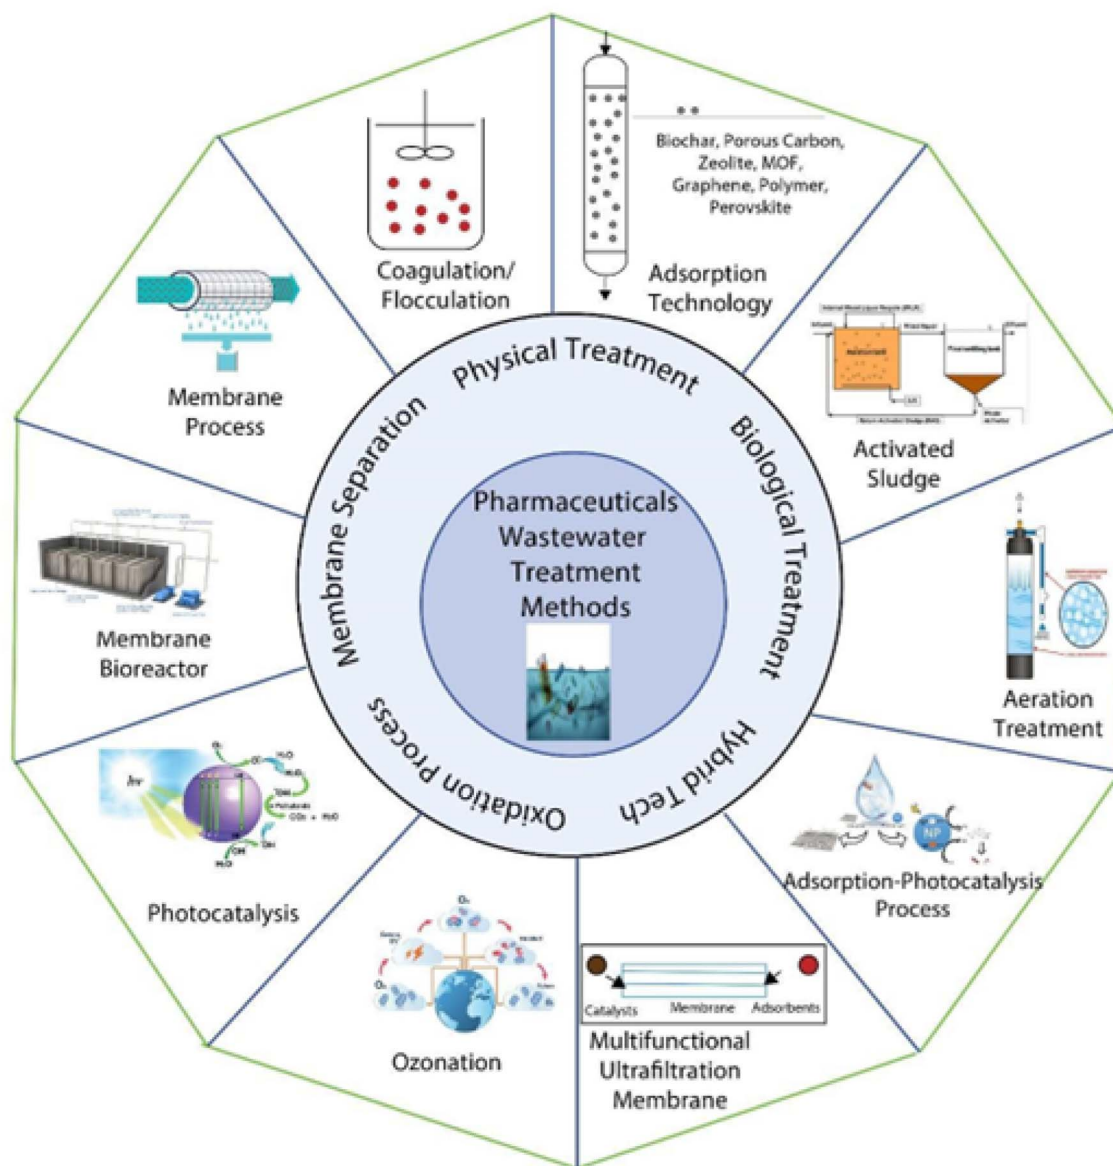 Biochar, Porous Carbon,
Zeolite, MOF,
Graphene, Polymer,
Perovskite
Adsorption
Technology
Coagulation/
Flocculation
Membrane
Process
Membrane
Bioreactor
Photocatalysis
hv
Ozonation
Catalysts
Membrane
Adsorbents
Multifunctional
Ultrafiltration
Membrane
Adsorption-Photocatalysis
Process
NP
Aeration
Treatment
Activated
Sludge
Physical Treatment
Biological Treatment
Hybrid Tech
Oxidation Process
Membrane Separation
Pharmaceuticals
Wastewater
Treatment
Methods